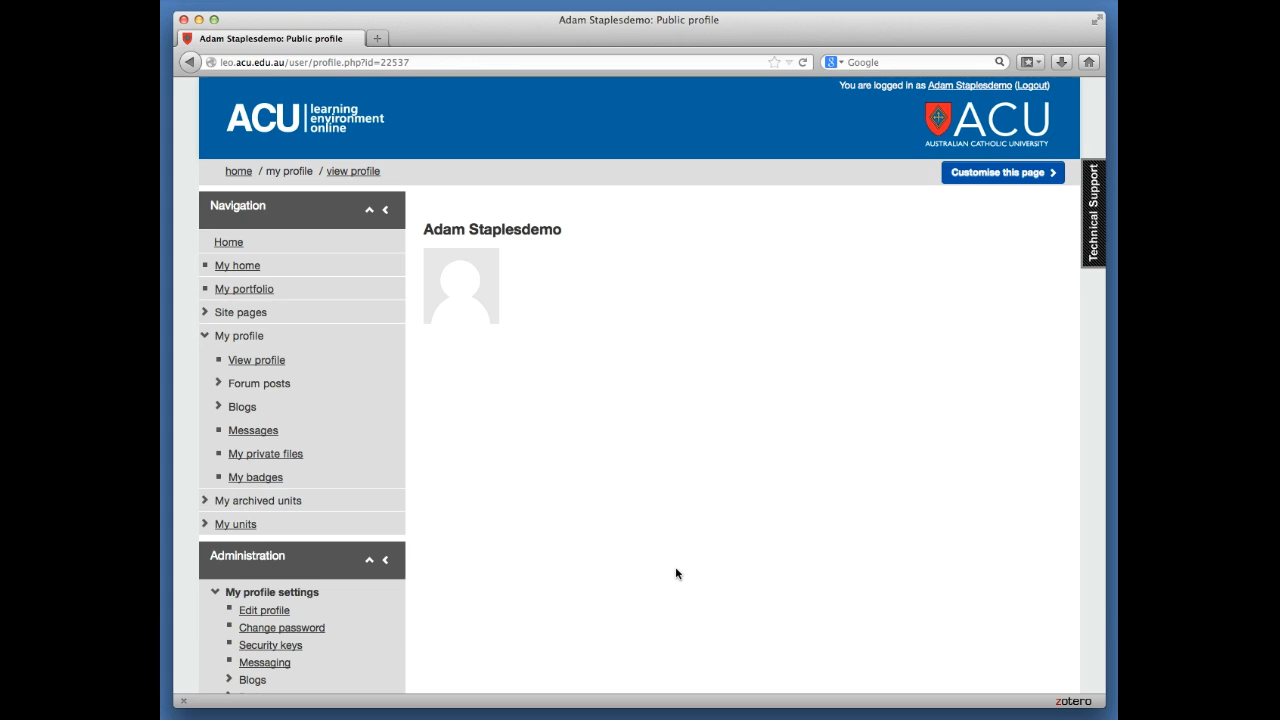 Adam Staplesdemo: Public profile
Adam Staplesdemo: Public profile
leo.acu.edu.au/user/profile.php?id=22537
Google
You are logged in as Adam Staplesdemo (Logout)
ACU learning environment online
ACU
AUSTRALIAN CATHOLIC UNIVERSITY
home / my profile / view profile
Customise this page
Technical Support
Navigation
Home
My home
My portfolio
Site pages
My profile
View profile
Forum posts
Blogs
Messages
My private files
My badges
My archived units
My units
Administration
My profile settings
Edit profile
Change password
Security keys
Messaging
Blogs
Adam Staplesdemo
zotero